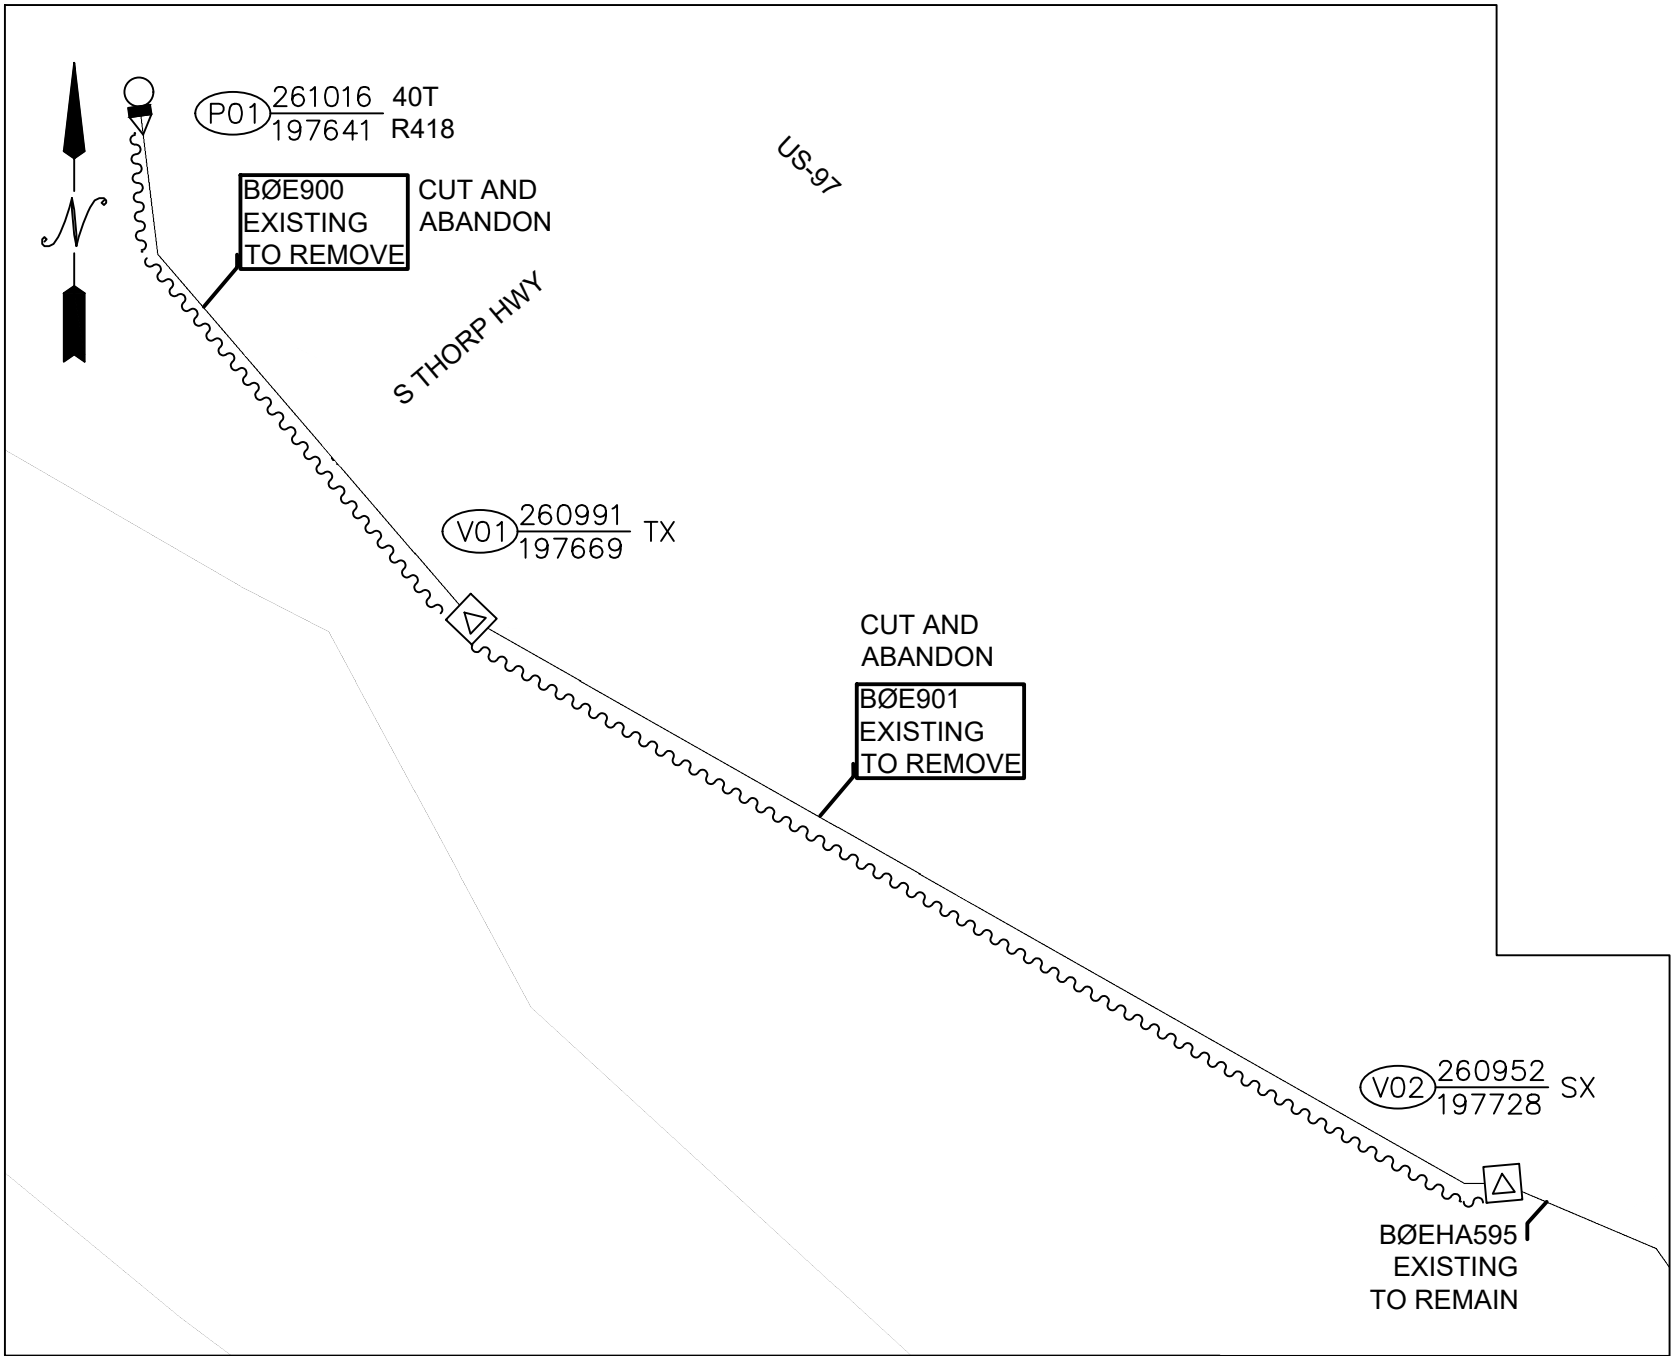 P01 261016 40T
197641 R418
US-97
N
BØE900
EXISTING
TO REMOVE
CUT AND
ABANDON
S THORP HWY
V01 260991 TX
197669
CUT AND
ABANDON
BØE901
EXISTING
TO REMOVE
V02 260952 SX
197728
BØEHA595
EXISTING
TO REMAIN